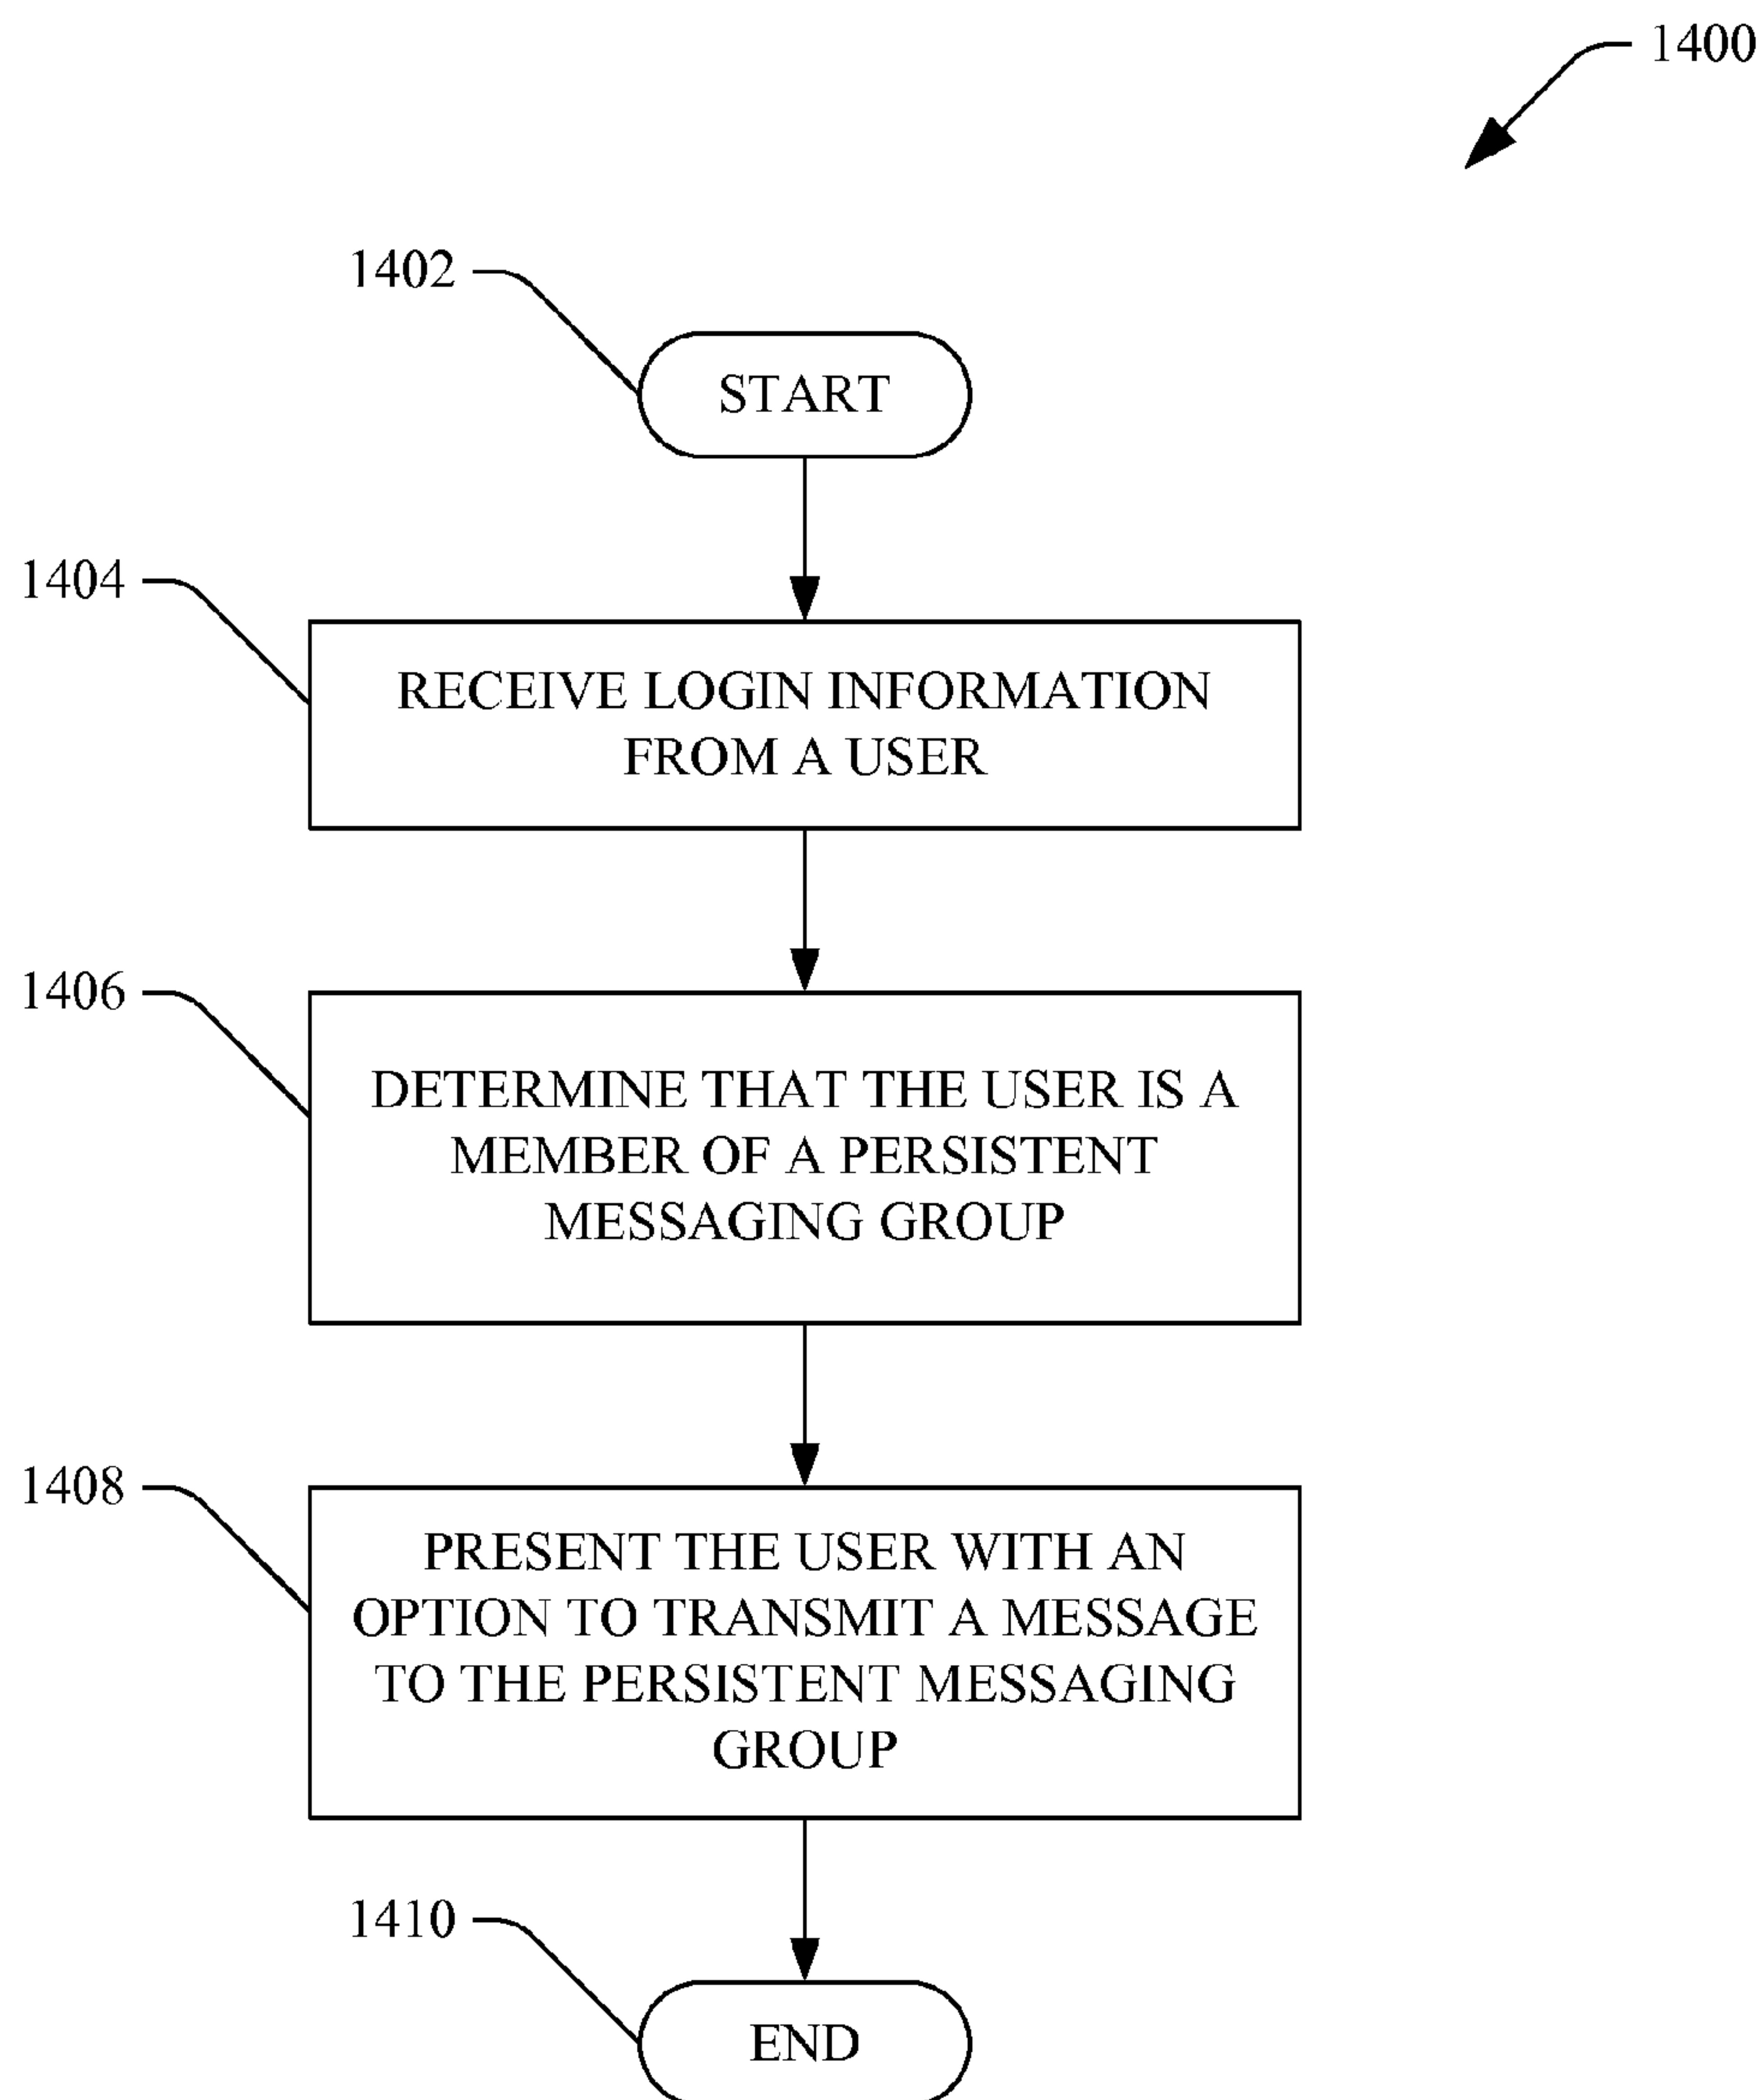 1400
1402
START
1404
RECEIVE LOGIN INFORMATION
FROM A USER
1406
DETERMINE THAT THE USER IS A
MEMBER OF A PERSISTENT
MESSAGING GROUP
1408
PRESENT THE USER WITH AN
OPTION TO TRANSMIT A MESSAGE
TO THE PERSISTENT MESSAGING
GROUP
1410
END